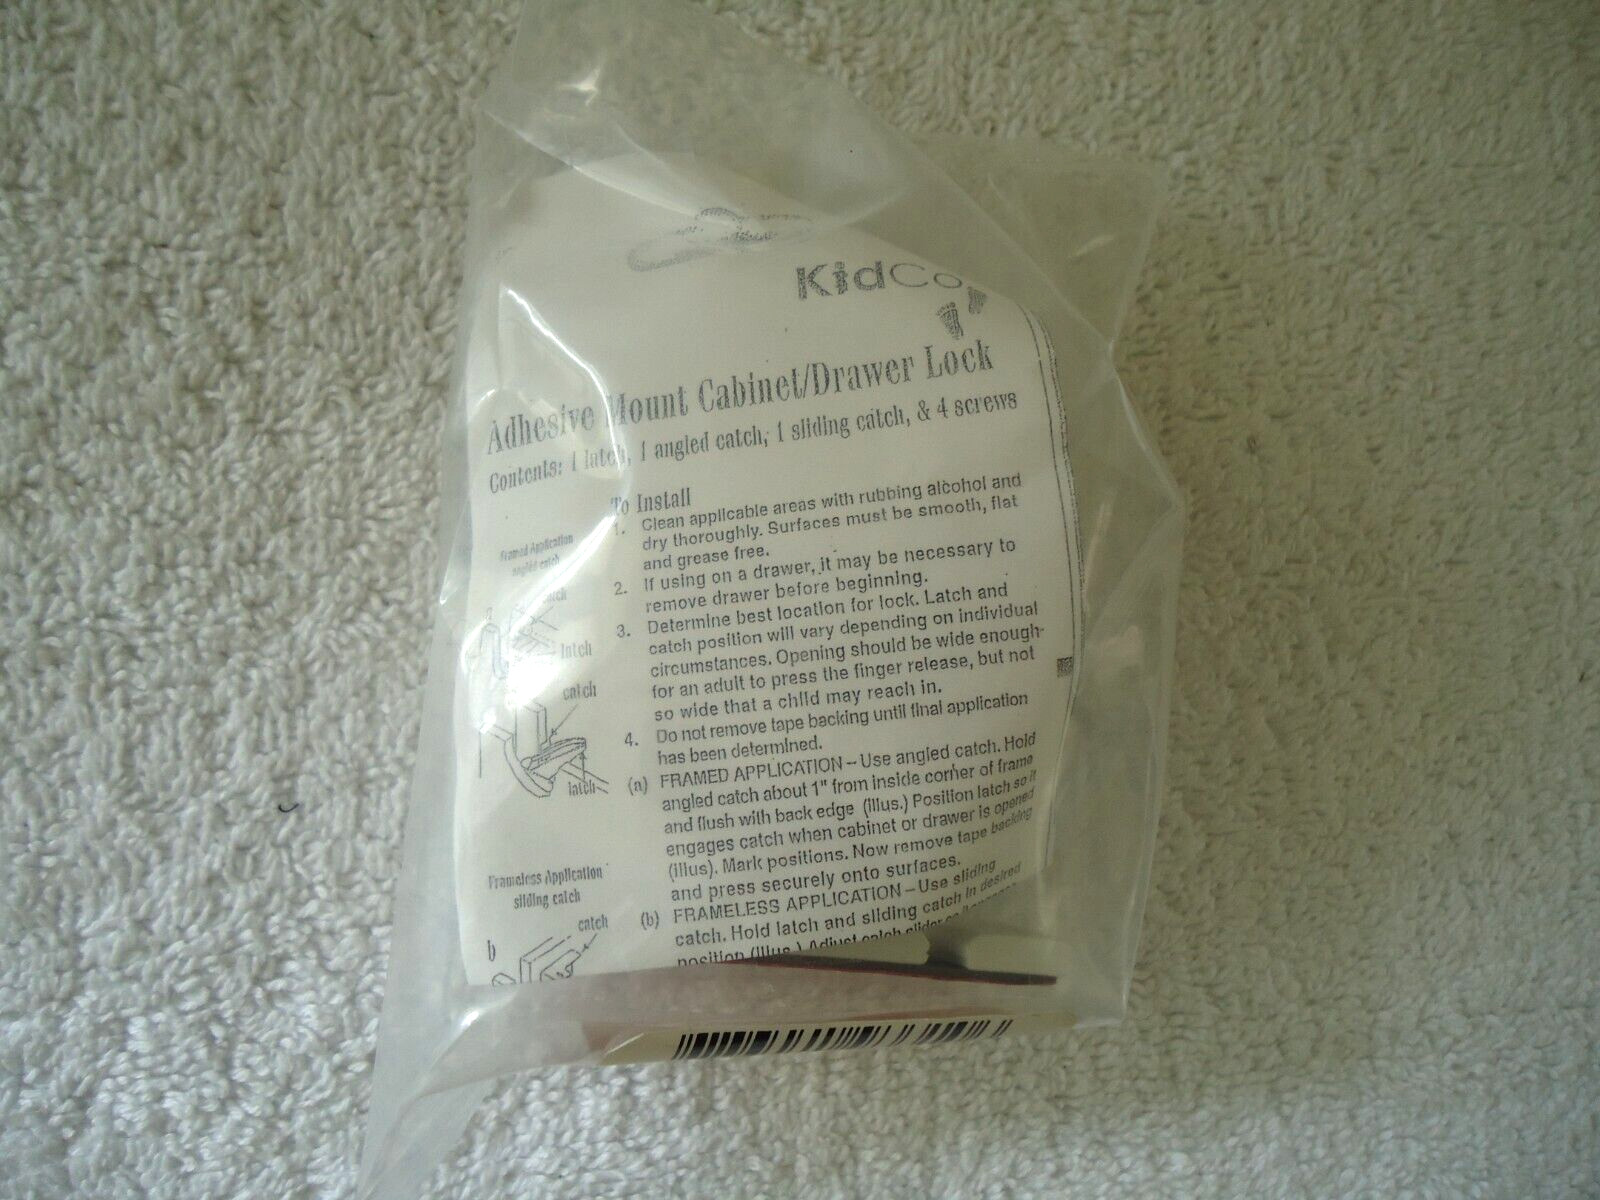 KidCo
Adhesive Mount Cabinet/Drawer Lock
Contents: 1 latch, 1 angled catch, 1 sliding catch, & 4 screws
To Install
1. Clean applicable areas with rubbing alcohol and
dry thoroughly. Surfaces must be smooth, flat
and grease free.
2. If using on a drawer, it may be necessary to
remove drawer before beginning.
3. Determine best location for lock. Latch and
catch position will vary depending on individual
circumstances. Opening should be wide enough
for an adult to press the finger release, but not
so wide that a child may reach in.
4. Do not remove tape backing until final application
has been determined.
(a) FRAMED APPLICATION – Use angled catch. Hold
angled catch about 1" from inside corner of frame
and flush with back edge (illus.) Position latch so it
engages catch when cabinet or drawer is opened
(illus). Mark positions. Now remove tape backing
and press securely onto surfaces.
(b) FRAMELESS APPLICATION – Use sliding
catch. Hold latch and sliding catch in desired
position (illus.) Adjust catch slider so it
Framed Application
angled catch
a
catch
latch
catch
latch
Frameless Application
sliding catch
catch
b